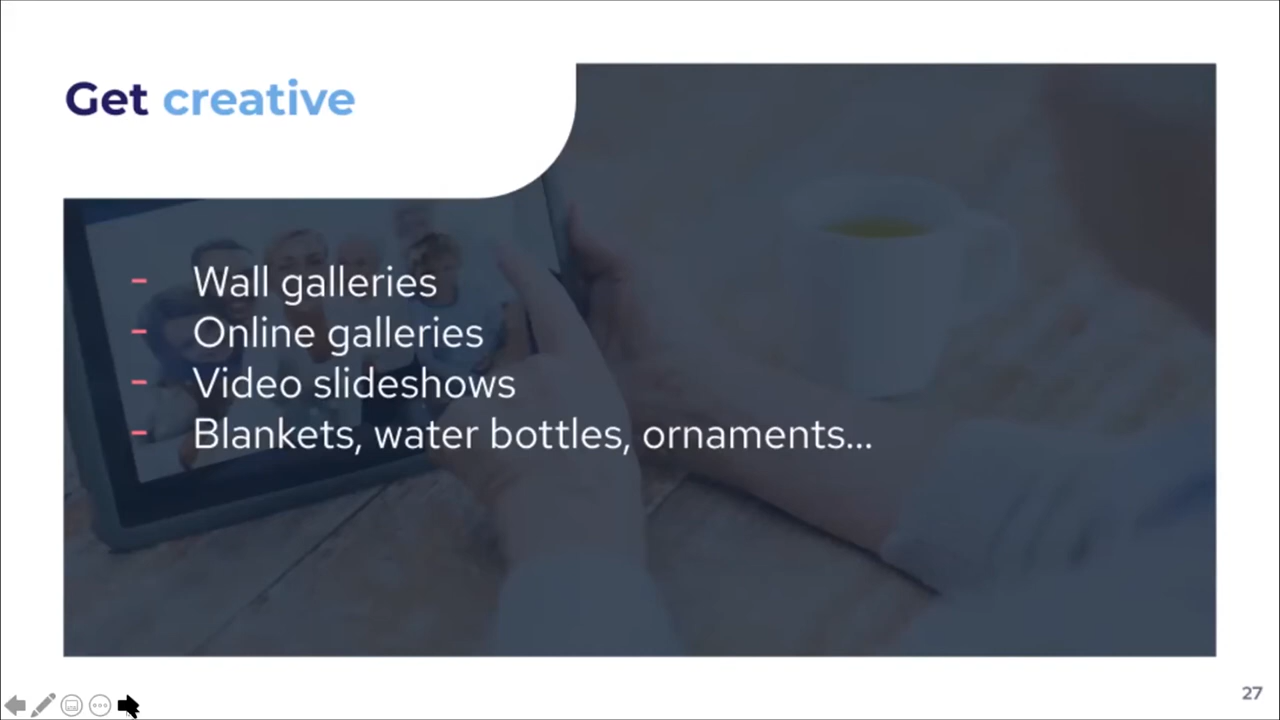 Get creative
- Wall galleries
- Online galleries
- Video slideshows
- Blankets, water bottles, ornaments...
27